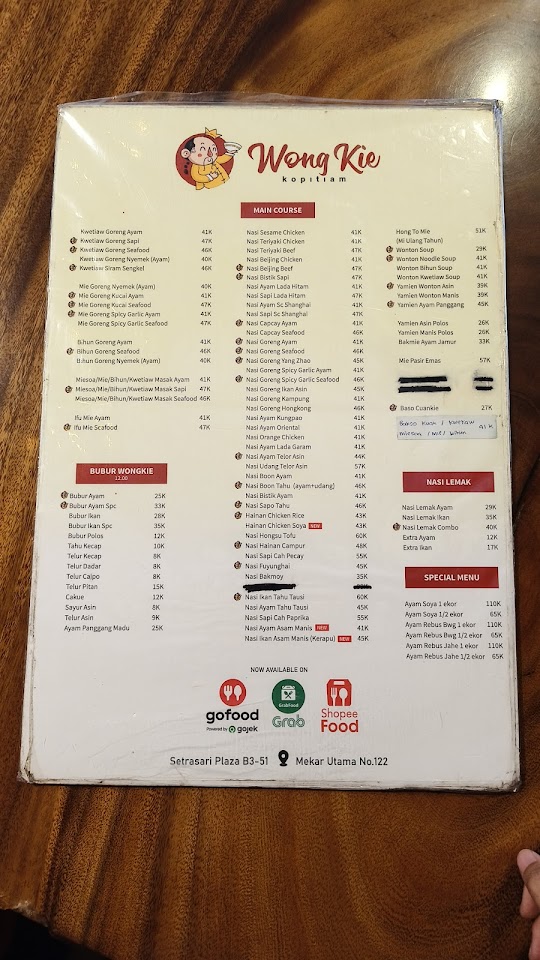 Wong Kie
kopitiam
MAIN COURSE
Kwetiaw Goreng Ayam 41K
Kwetiaw Goreng Sapi 47K
Kwetiaw Goreng Seafood 46K
Kwetiaw Goreng Nyemek (Ayam) 40K
Kwetiaw Siram Sengkel 46K
Mie Goreng Nyemek (Ayam) 40K
Mie Goreng Kucai Ayam 41K
Mie Goreng Kucai Seafood 47K
Mie Goreng Spicy Garlic Ayam 41K
Mie Goreng Spicy Garlic Seafood 47K
Bihun Goreng Ayam 41K
Bihun Goreng Seafood 46K
Bihun Goreng Nyemek (Ayam) 40K
Miesoa/Mie/Bihun/Kwetiaw Masak Ayam 41K
Miesoa/Mie/Bihun/Kwetiaw Masak Sapi 47K
Miesoa/Mie/Bihun/Kwetiaw Masak Seafood 46K
Ifu Mie Ayam 41K
Ifu Mie Seafood 47K
BUBUR WONGKIE
12.00
Bubur Ayam 25K
Bubur Ayam Spc 33K
Bubur Ikan 28K
Bubur Ikan Spc 35K
Bubur Polos 12K
Tahu Kecap 10K
Telur Kecap 8K
Telur Dadar 8K
Telur Caipo 8K
Telur Pitan 15K
Cakue 12K
Sayur Asin 8K
Telur Asin 9K
Ayam Panggang Madu 25K
Nasi Sesame Chicken 41K
Nasi Teriyaki Chicken 41K
Nasi Teriyaki Beef 47K
Nasi Beijing Chicken 41K
Nasi Beijing Beef 47K
Nasi Bistik Sapi 47K
Nasi Ayam Lada Hitam 41K
Nasi Sapi Lada Hitam 47K
Nasi Ayam Sc Shanghai 41K
Nasi Sapi Sc Shanghai 47K
Nasi Capcay Ayam 41K
Nasi Capcay Seafood 46K
Nasi Goreng Ayam 41K
Nasi Goreng Seafood 46K
Nasi Goreng Yang Zhao 45K
Nasi Goreng Spicy Garlic Ayam 41K
Nasi Goreng Spicy Garlic Seafood 46K
Nasi Goreng Ikan Asin 45K
Nasi Goreng Kampung 41K
Nasi Goreng Hongkong 46K
Nasi Ayam Kungpao 41K
Nasi Ayam Oriental 41K
Nasi Orange Chicken 41K
Nasi Ayam Lada Garam 41K
Nasi Ayam Telor Asin 44K
Nasi Udang Telor Asin 57K
Nasi Boon Ayam 41K
Nasi Boon Tahu (ayam+udang) 46K
Nasi Bistik Ayam 41K
Nasi Sapo Tahu 46K
Hainan Chicken Rice 43K
Hainan Chicken Soya NEW 43K
Nasi Hongsu Tofu 60K
Nasi Hainan Campur 48K
Nasi Sapi Cah Pecay 55K
Nasi Fuyunghai 45K
Nasi Bakmoy 35K
Nasi Ikan Tahu Tausi 60K
Nasi Ayam Tahu Tausi 45K
Nasi Sapi Cah Paprika 55K
Nasi Ayam Asam Manis NEW 41K
Nasi Ikan Asam Manis (Kerapu) NEW 45K
Hong To Mie 51K
(Mi Ulang Tahun)
Wonton Soup 29K
Wonton Noodle Soup 41K
Wonton Bihun Soup 41K
Wonton Kwetiaw Soup 41K
Yamien Wonton Asin 39K
Yamien Wonton Manis 39K
Yamien Ayam Panggang 45K
Yamien Asin Polos 26K
Yamien Manis Polos 26K
Bakmie Ayam Jamur 33K
Mie Pasir Emas 57K
Baso Cuankie 27K
Baso Kuah / Kwetiaw
Miesoa / Mie / Bihun 41K
NASI LEMAK
Nasi Lemak Ayam 29K
Nasi Lemak Ikan 35K
Nasi Lemak Combo 40K
Extra Ayam 12K
Extra Ikan 17K
SPECIAL MENU
Ayam Soya 1 ekor 110K
Ayam Soya 1/2 ekor 65K
Ayam Rebus Bwg 1 ekor 110K
Ayam Rebus Bwg 1/2 ekor 65K
Ayam Rebus Jahe 1 ekor 110K
Ayam Rebus Jahe 1/2 ekor 65K
NOW AVAILABLE ON
gofood
Powered by gojek
GrabFood
Grab
Shopee
Food
Setrasari Plaza B3-51 Mekar Utama No.122